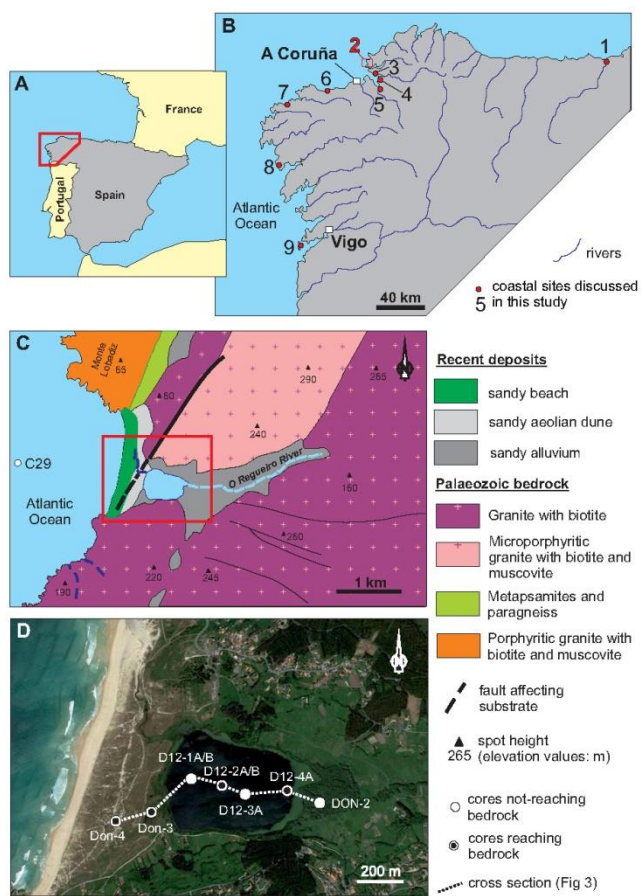 A
France
Portugal
Spain
B
2
A Coruña
3
4
5
6
7
8
9
1
Atlantic
Ocean
Vigo
40 km
rivers
5
coastal sites discussed
in this study
C
Monte
Lobadiz
65
60
290
265
240
C29
O Regueiro River
160
Atlantic
Ocean
260
220
245
190
1 km
N
Recent deposits
sandy beach
sandy aeolian dune
sandy alluvium
Palaeozoic bedrock
Granite with biotite
Microporphyritic
granite with biotite and
muscovite
Metapsamites and
paragneiss
Porphyritic granite with
biotite and muscovite
fault affecting
substrate
spot height
265 (elevation values: m)
cores not-reaching
bedrock
cores reaching
bedrock
cross section (Fig 3)
D
N
D12-1A/B
D12-2A/B
D12-4A
D12-3A
DON-2
Don-3
Don-4
200 m